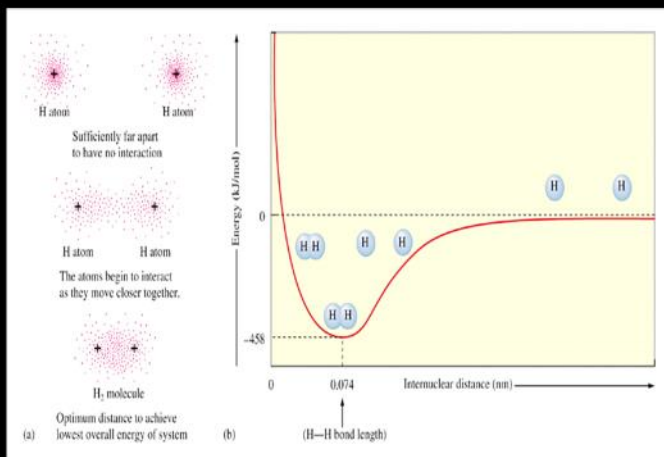 H atom H atom
Sufficiently far apart
to have no interaction
H atom H atom
The atoms begin to interact
as they move closer together.
H₂ molecule
Optimum distance to achieve
lowest overall energy of system
(a)
Energy (kJ/mol)
0
–458
H H
H H
H H
H H
0 0.074 Internuclear distance (nm)
(H—H bond length)
(b)